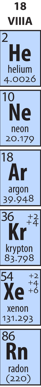 18
VIIIA
2
He
helium
4.0026
10
Ne
neon
20.179
18
Ar
argon
39.948
36 +2
Kr +4
krypton
83.798
54 +2
+4
Xe +6
xenon
131.293
86
Rn
radon
(220)